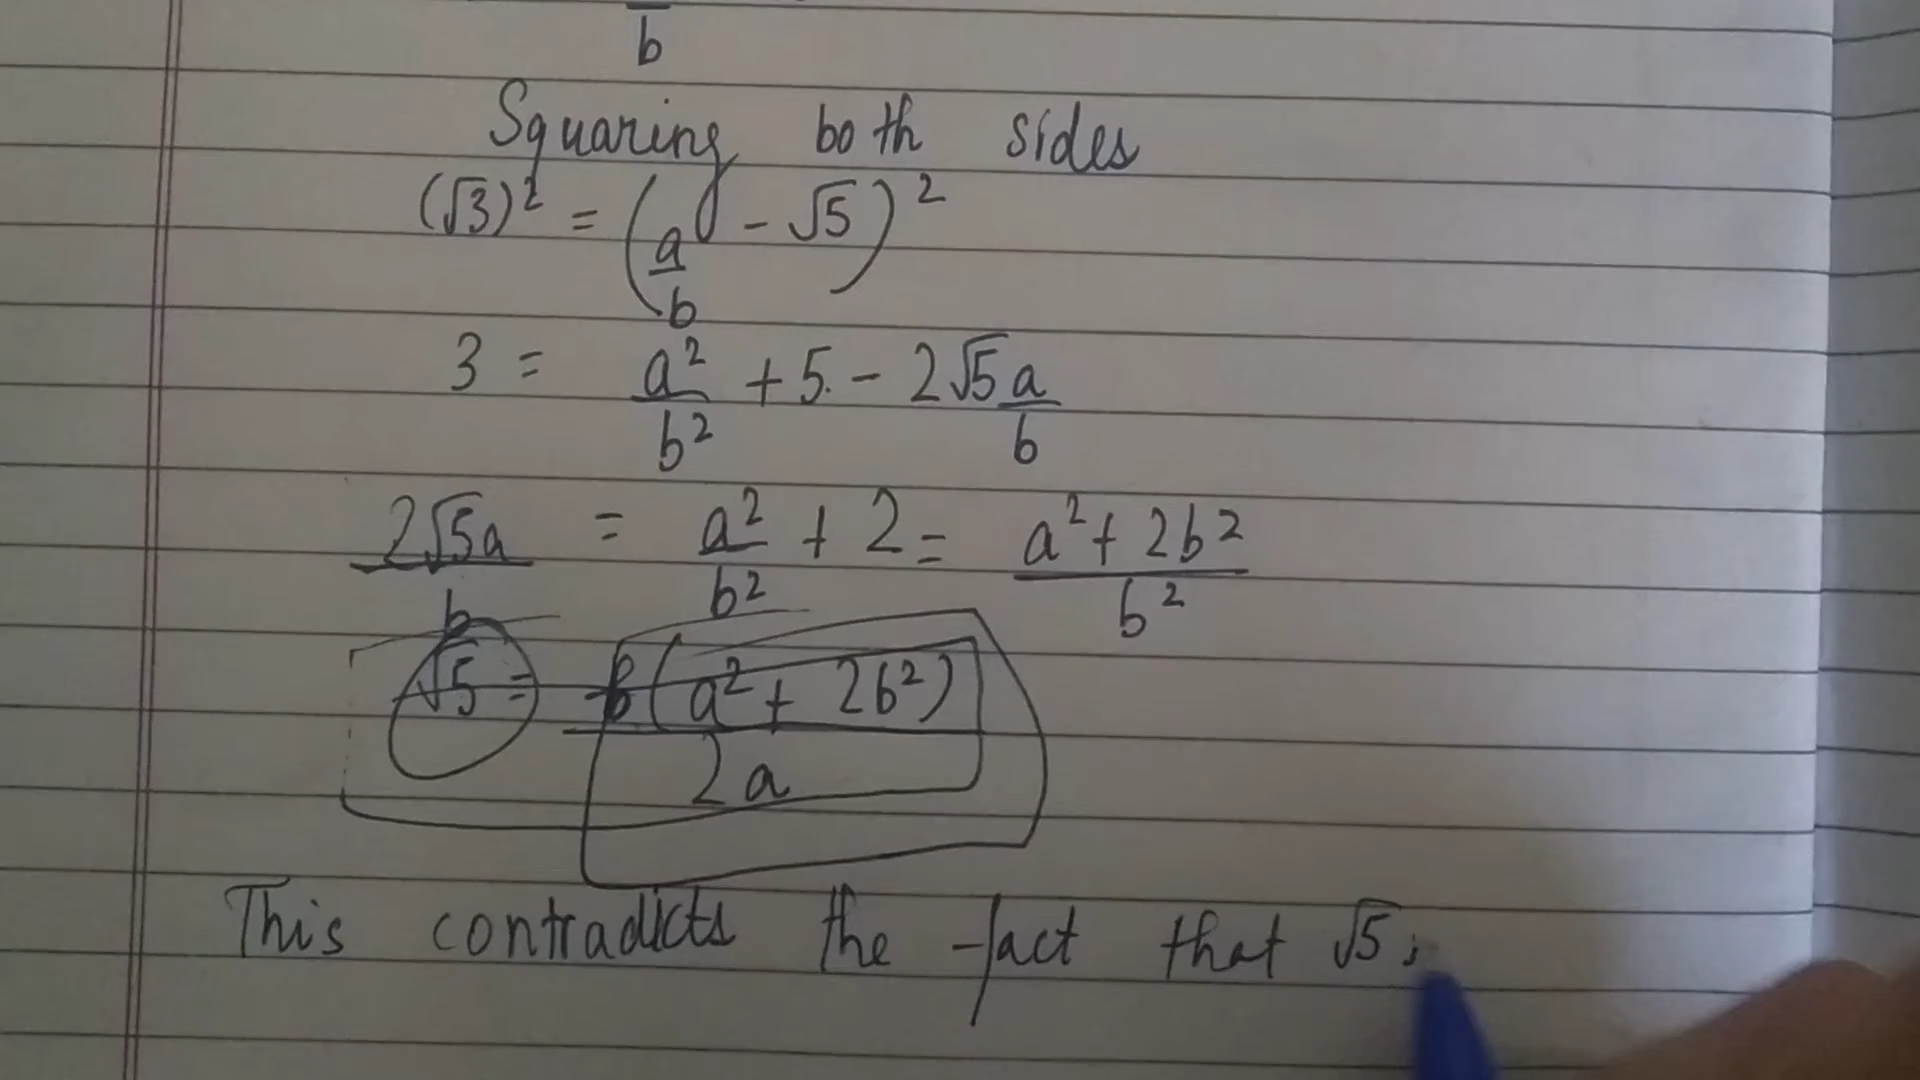 b
Squaring both sides
(√3)² = (a/b - √5)²
3 = a²/b² + 5 - 2√5a/b
2√5a/b = a²/b² + 2 = a² + 2b²/b²
√5 = b(a² + 2b²)/2a
This contradicts the fact that √5